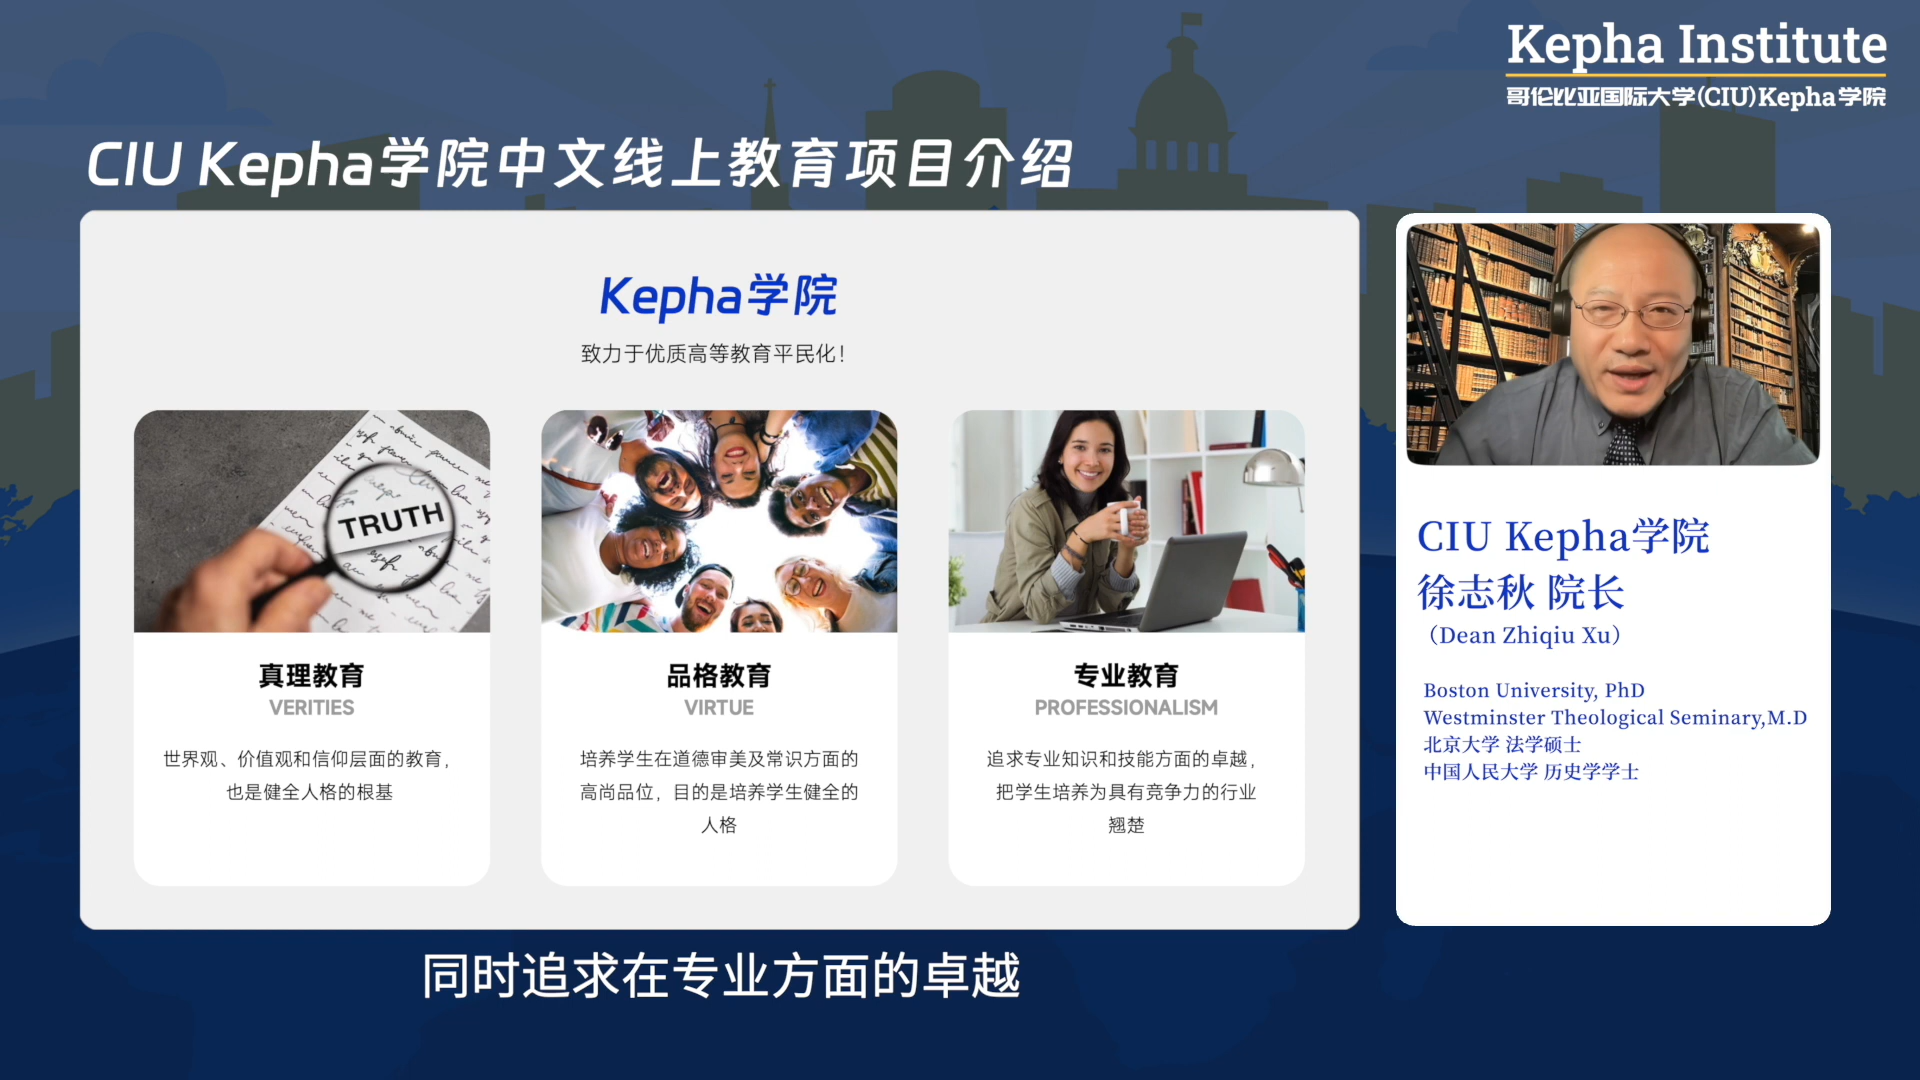 Kepha Institute
哥伦比亚国际大学(CIU)Kepha学院
CIU Kepha学院中文线上教育项目介绍
Kepha学院
致力于优质高等教育平民化！
TRUTH
真理教育
VERITIES
世界观、价值观和信仰层面的教育，
也是健全人格的根基
品格教育
VIRTUE
培养学生在道德审美及常识方面的
高尚品位，目的是培养学生健全的
人格
专业教育
PROFESSIONALISM
追求专业知识和技能方面的卓越，
把学生培养为具有竞争力的行业
翘楚
CIU Kepha学院
徐志秋 院长
（Dean Zhiqiu Xu）
Boston University, PhD
Westminster Theological Seminary,M.D
北京大学 法学硕士
中国人民大学 历史学学士
同时追求在专业方面的卓越